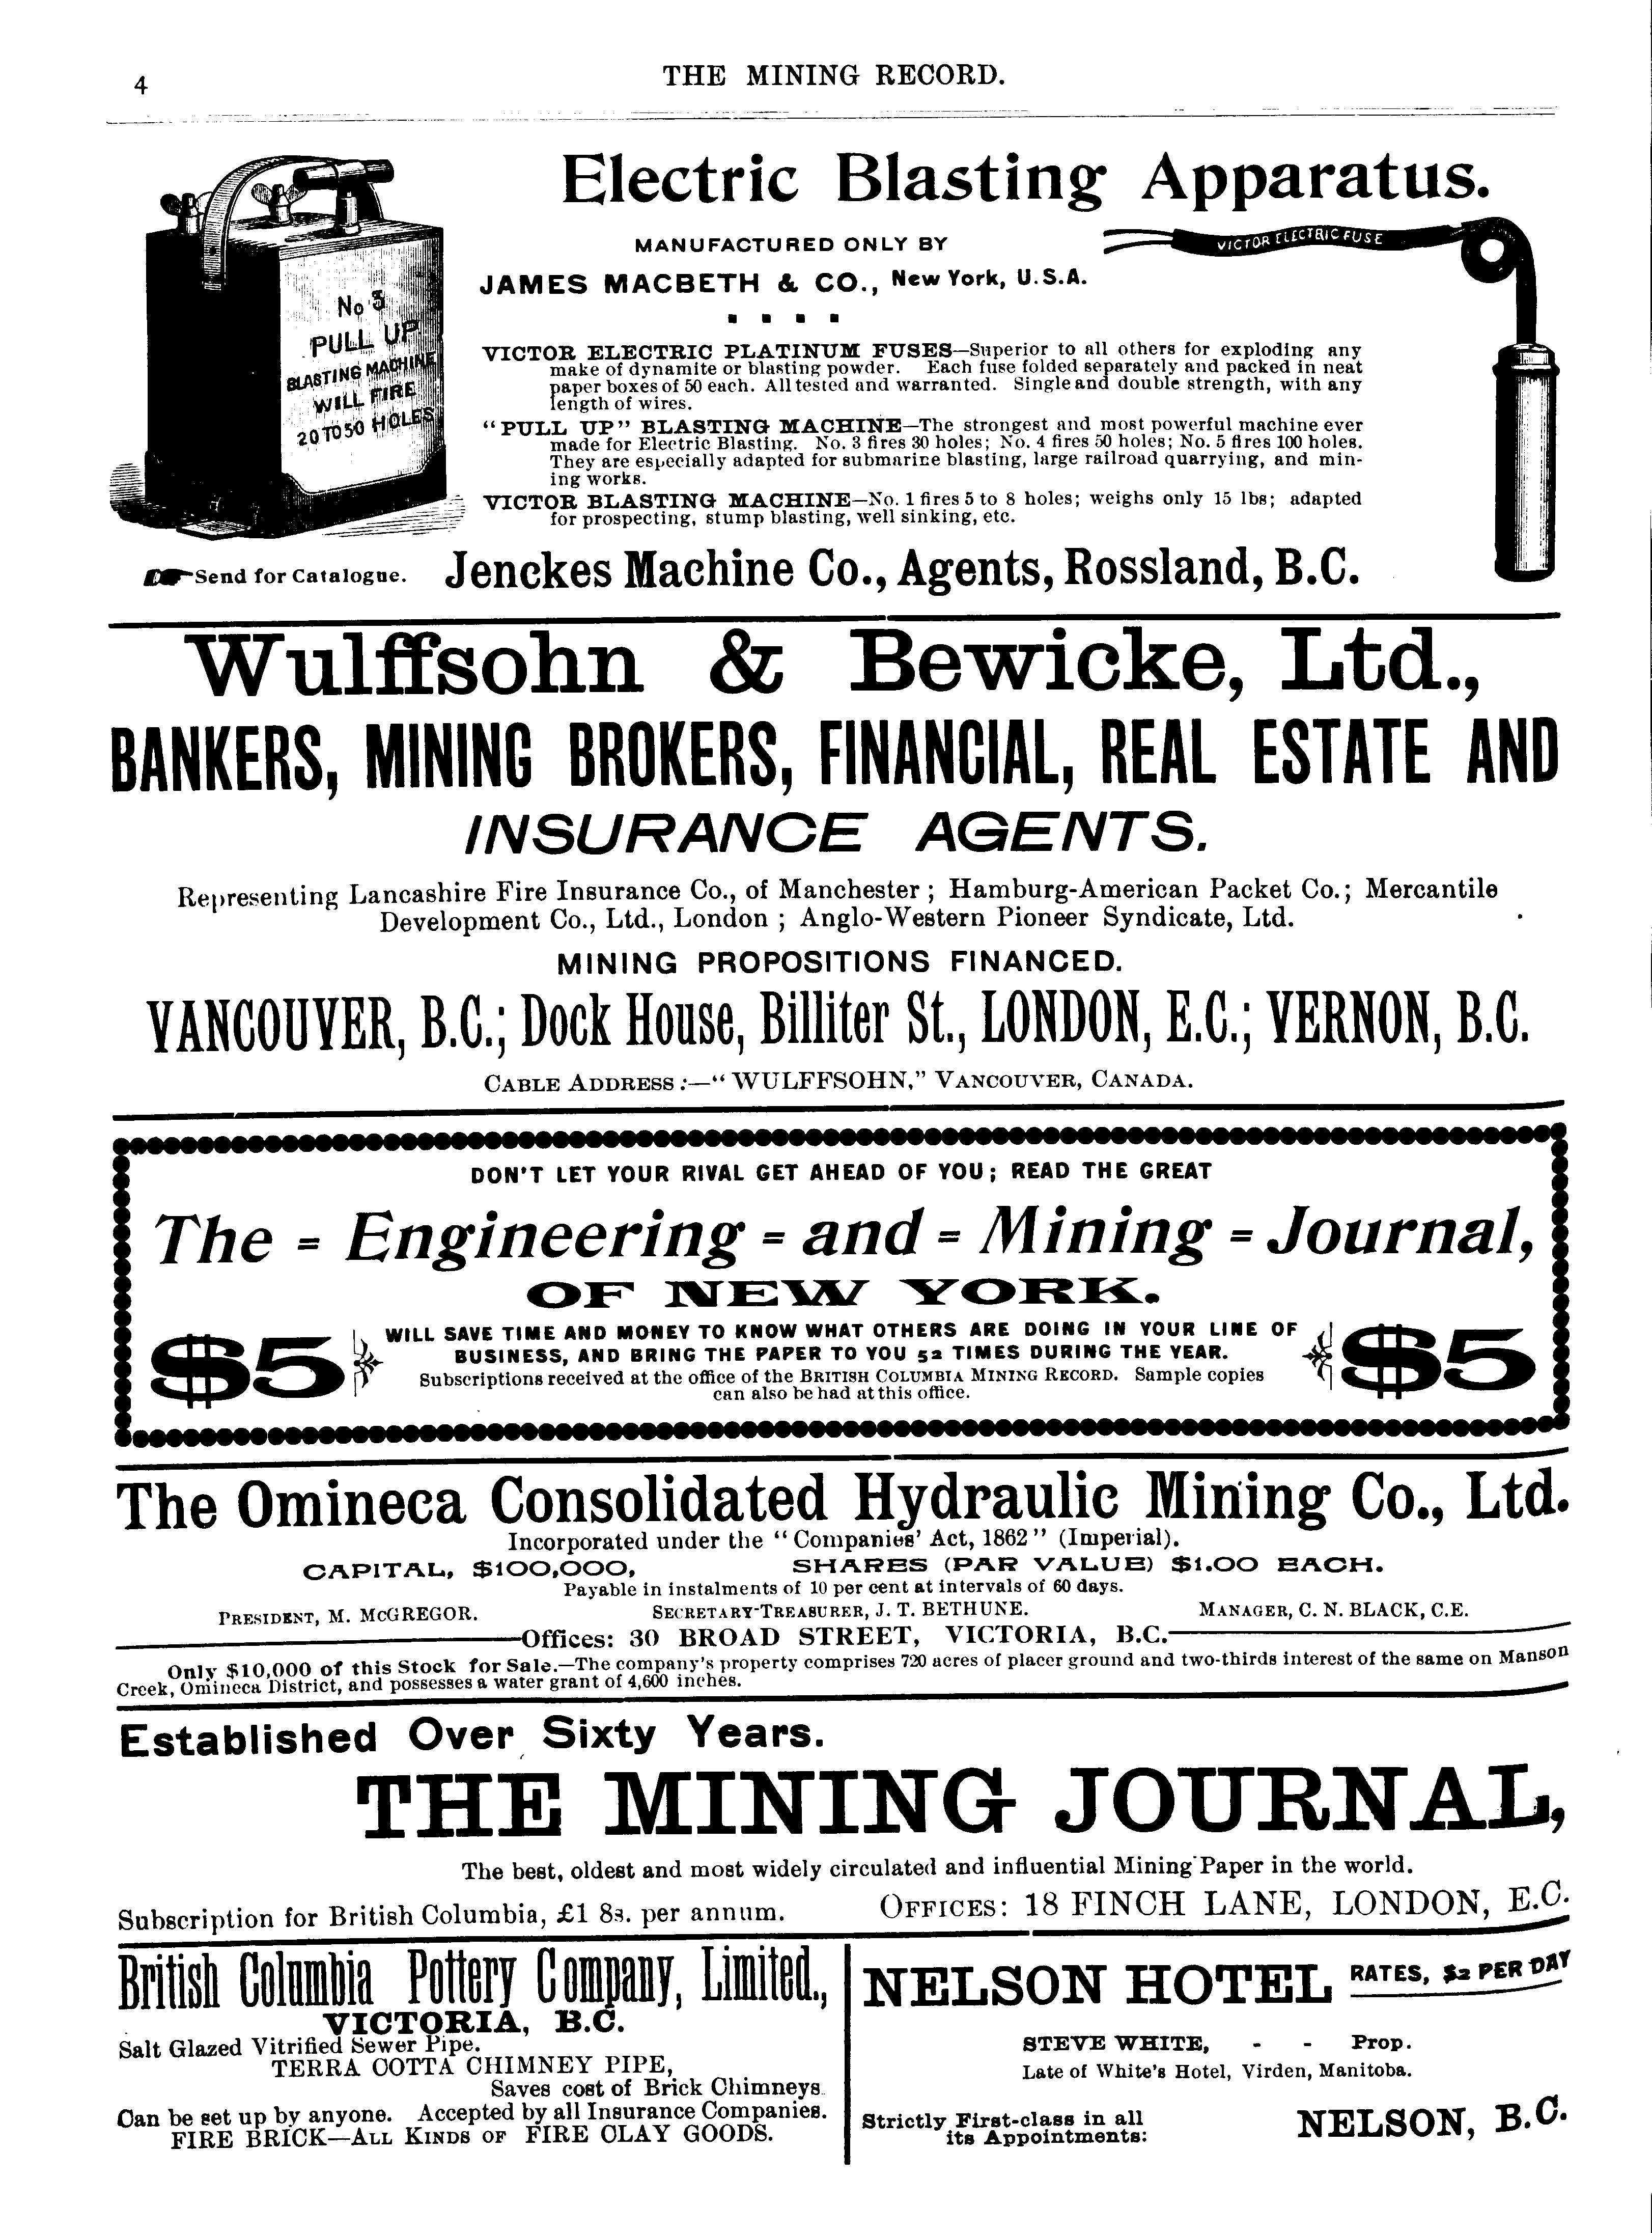 4
THE MINING RECORD.
Electric Blasting Apparatus.
MANUFACTURED ONLY BY
JAMES MACBETH & CO., New York, U.S.A.
VICTOR ELECTRIC FUSE
No 3
PULL UP
BLASTING MACHINE
WILL FIRE
20 TO 50 HOLES
VICTOR ELECTRIC PLATINUM FUSES—Superior to all others for exploding any
make of dynamite or blasting powder. Each fuse folded separately and packed in neat
paper boxes of 50 each. All tested and warranted. Single and double strength, with any
length of wires.
"PULL UP" BLASTING MACHINE—The strongest and most powerful machine ever
made for Electric Blasting. No. 3 fires 30 holes; No. 4 fires 50 holes; No. 5 fires 100 holes.
They are especially adapted for submarine blasting, large railroad quarrying, and min-
ing works.
VICTOR BLASTING MACHINE—No. 1 fires 5 to 8 holes; weighs only 15 lbs; adapted
for prospecting, stump blasting, well sinking, etc.
Send for Catalogue.
Jenckes Machine Co., Agents, Rossland, B.C.
Wulffsohn & Bewicke, Ltd.,
BANKERS, MINING BROKERS, FINANCIAL, REAL ESTATE AND
INSURANCE AGENTS.
Representing Lancashire Fire Insurance Co., of Manchester; Hamburg-American Packet Co.; Mercantile
Development Co., Ltd., London; Anglo-Western Pioneer Syndicate, Ltd.
MINING PROPOSITIONS FINANCED.
VANCOUVER, B.C.; Dock House, Billiter St., LONDON, E.C.; VERNON, B.C.
CABLE ADDRESS:—"WULFFSOHN," VANCOUVER, CANADA.
DON'T LET YOUR RIVAL GET AHEAD OF YOU; READ THE GREAT
The = Engineering = and = Mining = Journal,
OF NEW YORK.
$5
WILL SAVE TIME AND MONEY TO KNOW WHAT OTHERS ARE DOING IN YOUR LINE OF
BUSINESS, AND BRING THE PAPER TO YOU 52 TIMES DURING THE YEAR.
Subscriptions received at the office of the BRITISH COLUMBIA MINING RECORD. Sample copies
can also be had at this office.
$5
The Omineca Consolidated Hydraulic Mining Co., Ltd.
Incorporated under the "Companies' Act, 1862" (Imperial).
CAPITAL, $100,000, SHARES (PAR VALUE) $1.00 EACH.
Payable in instalments of 10 per cent at intervals of 60 days.
PRESIDENT, M. McGREGOR. SECRETARY-TREASURER, J. T. BETHUNE. MANAGER, C. N. BLACK, C.E.
Offices: 30 BROAD STREET, VICTORIA, B.C.
Only $10,000 of this Stock for Sale.—The company's property comprises 720 acres of placer ground and two-thirds interest of the same on Manson
Creek, Omineca District, and possesses a water grant of 4,600 inches.
Established Over Sixty Years.
THE MINING JOURNAL,
The best, oldest and most widely circulated and influential Mining Paper in the world.
Subscription for British Columbia, £1 8s. per annum. OFFICES: 18 FINCH LANE, LONDON, E.C.
British Columbia Pottery Company, Limited.,
VICTORIA, B.C.
Salt Glazed Vitrified Sewer Pipe.
TERRA COTTA CHIMNEY PIPE,
Saves cost of Brick Chimneys.
Can be set up by anyone. Accepted by all Insurance Companies.
FIRE BRICK—ALL KINDS OF FIRE CLAY GOODS.
NELSON HOTEL RATES, $2 PER DAY
STEVE WHITE, - - Prop.
Late of White's Hotel, Virden, Manitoba.
Strictly First-class in all
its Appointments:
NELSON, B.C.